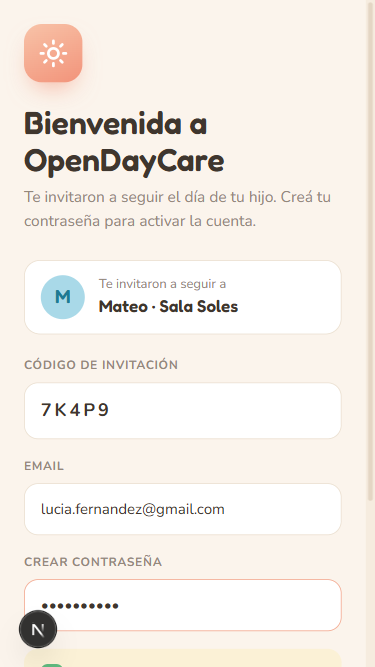 Bienvenida a
OpenDayCare
Te invitaron a seguir el día de tu hijo. Creá tu
contraseña para activar la cuenta.
M
Te invitaron a seguir a
Mateo · Sala Soles
CÓDIGO DE INVITACIÓN
7K4P9
EMAIL
lucia.fernandez@gmail.com
CREAR CONTRASEÑA
••••••••••
N